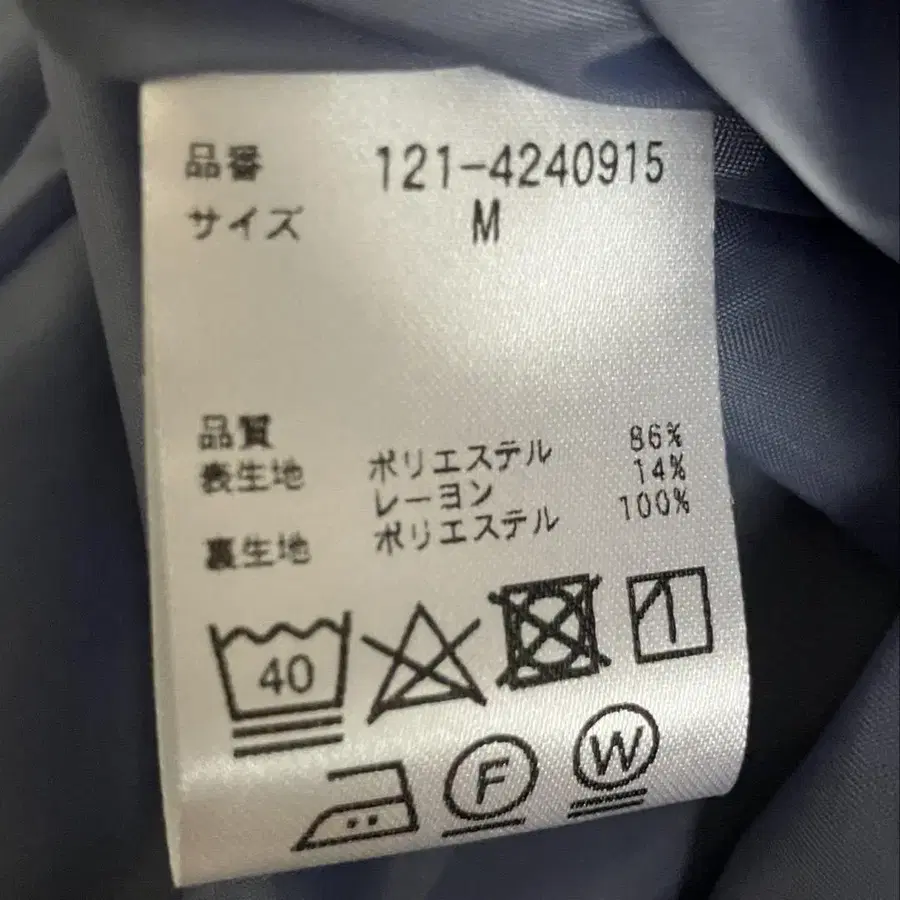 品番 121-4240915
サイズ M
品質
表生地 ポリエステル 86%
レーヨン 14%
裏生地 ポリエステル 100%
40
F
W